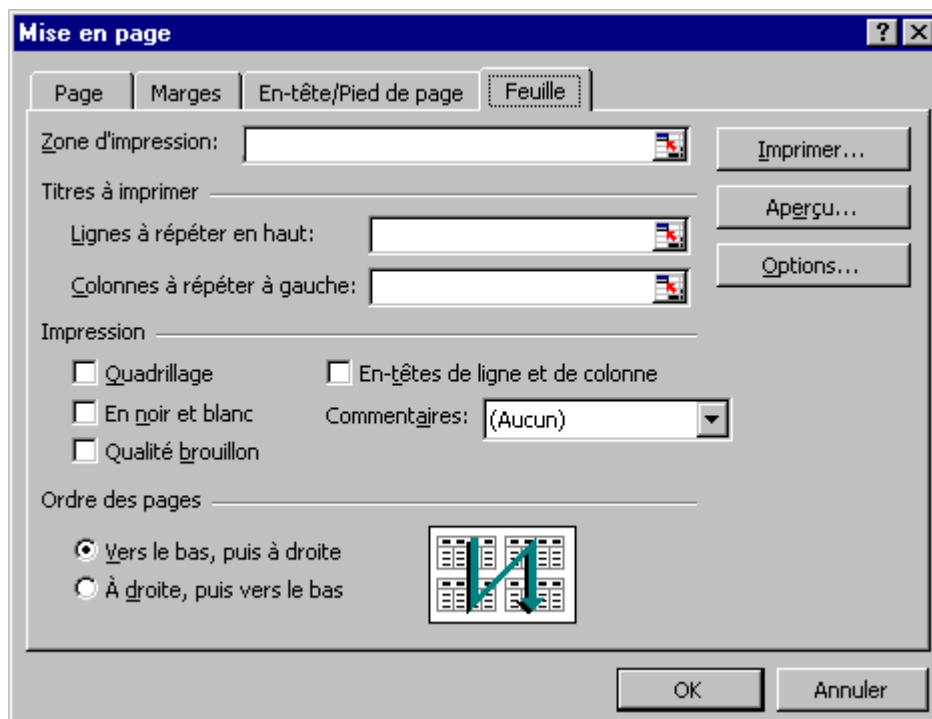 Mise en page
Page Marges En-tête/Pied de page Feuille
Zone d'impression:
Imprimer...
Titres à imprimer
Aperçu...
Lignes à répéter en haut:
Options...
Colonnes à répéter à gauche:
Impression
Quadrillage En-têtes de ligne et de colonne
En noir et blanc Commentaires: (Aucun)
Qualité brouillon
Ordre des pages
Vers le bas, puis à droite
À droite, puis vers le bas
OK Annuler